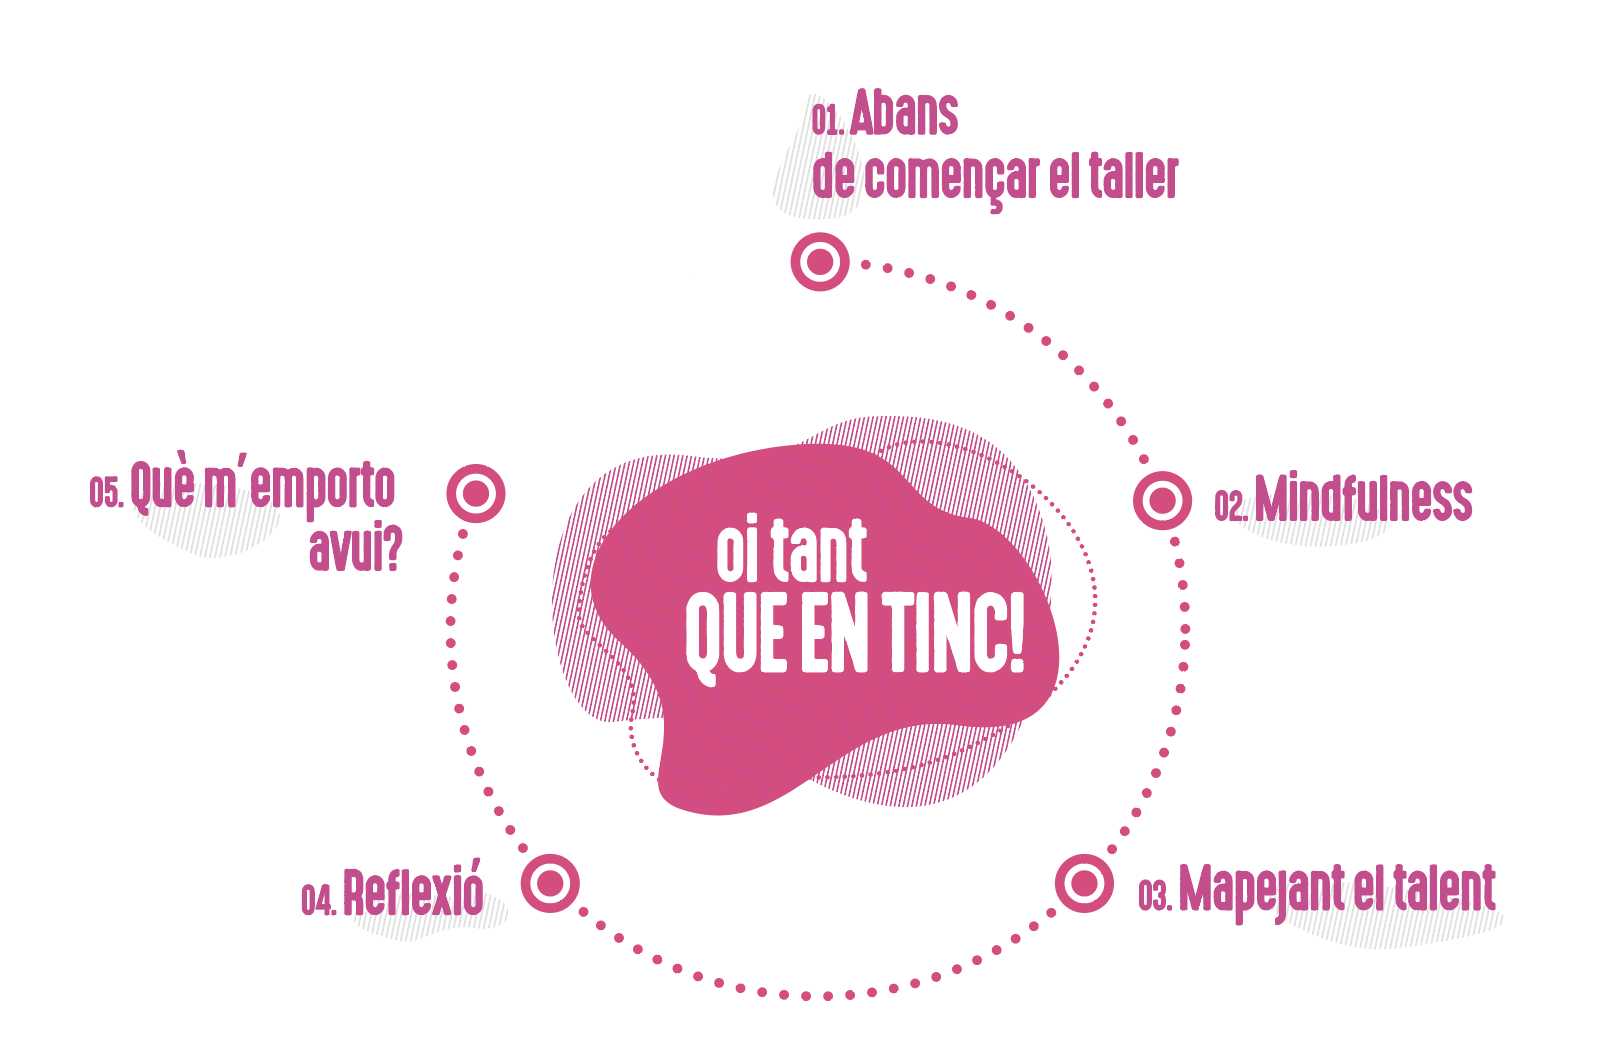 01. Abans
de començar el taller
02. Mindfulness
03. Mapejant el talent
04. Reflexió
05. Què m'emporto
avui?
oi tant
QUE EN TINC!